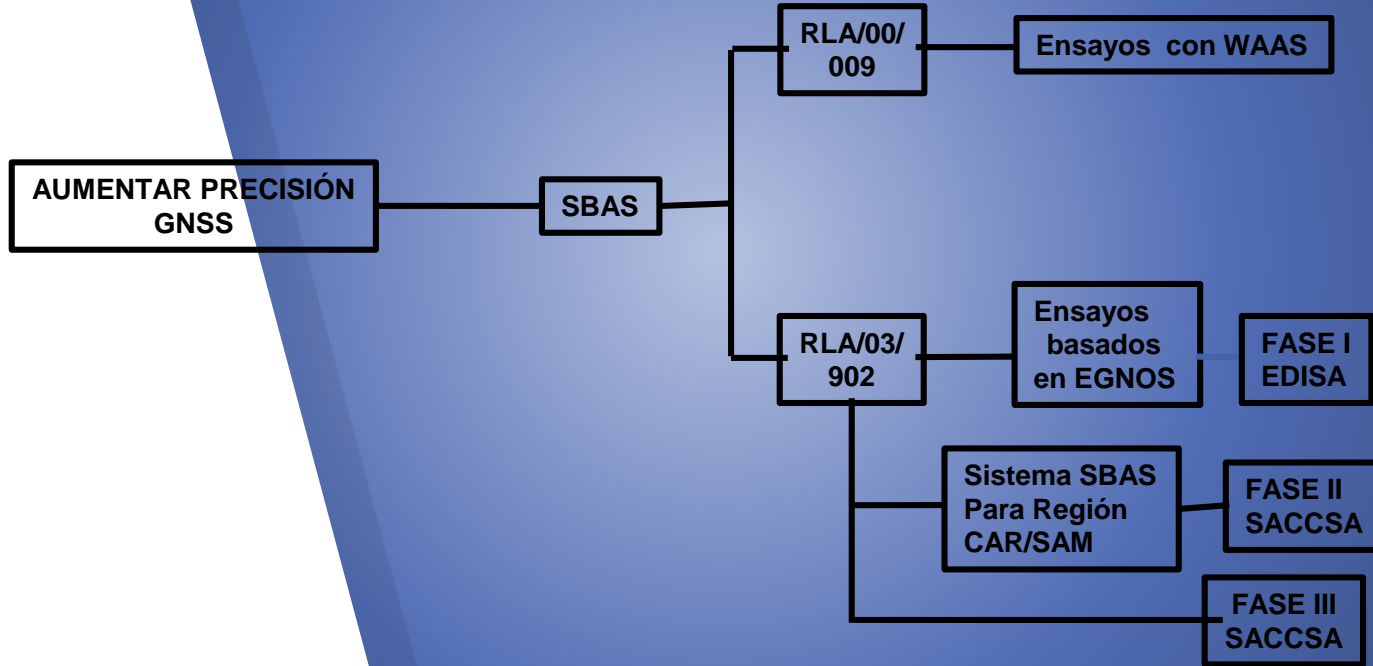 RLA/00/
009
Ensayos con WAAS
AUMENTAR PRECISIÓN
GNSS
SBAS
RLA/03/
902
Ensayos
basados
en EGNOS
FASE I
EDISA
Sistema SBAS
Para Región
CAR/SAM
FASE II
SACCSA
FASE III
SACCSA